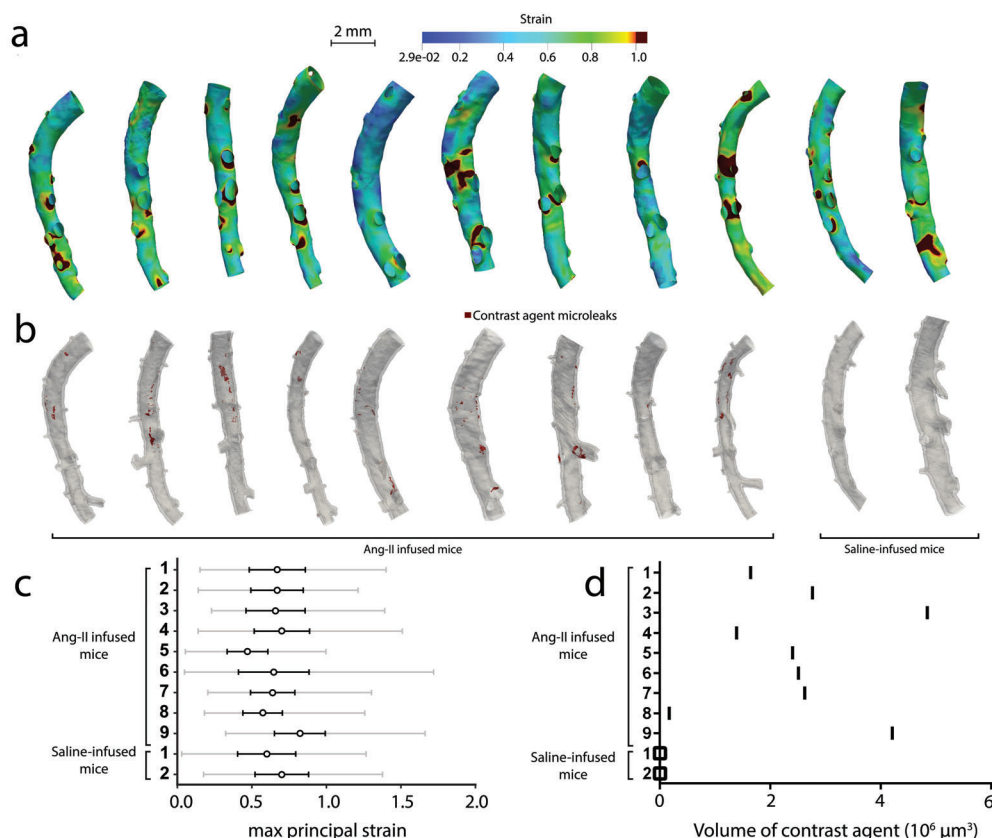 a
Strain
2 mm
2.9e-02 0.2 0.4 0.6 0.8 1.0
b
Contrast agent microleaks
Ang-II infused mice
Saline-infused mice
c
1
2
3
Ang-II infused
mice
4
5
6
7
8
9
Saline-infused
mice
1
2
0.0 0.5 1.0 1.5 2.0
max principal strain
d
1
2
3
Ang-II infused
mice
4
5
6
7
8
9
Saline-infused
mice
1
2
0 2 4 6
Volume of contrast agent (10⁶ μm³)